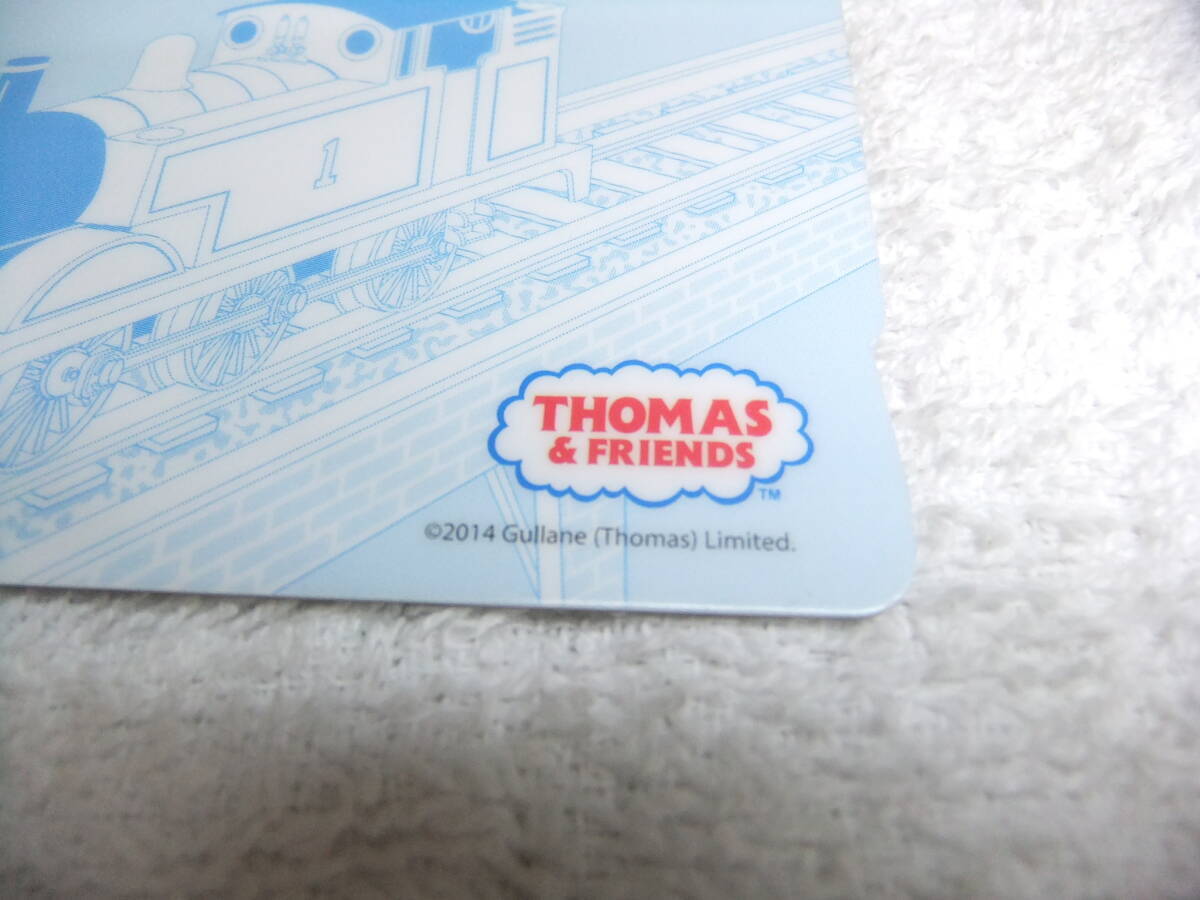 1
THOMAS
& FRIENDS
TM
©2014 Gullane (Thomas) Limited.